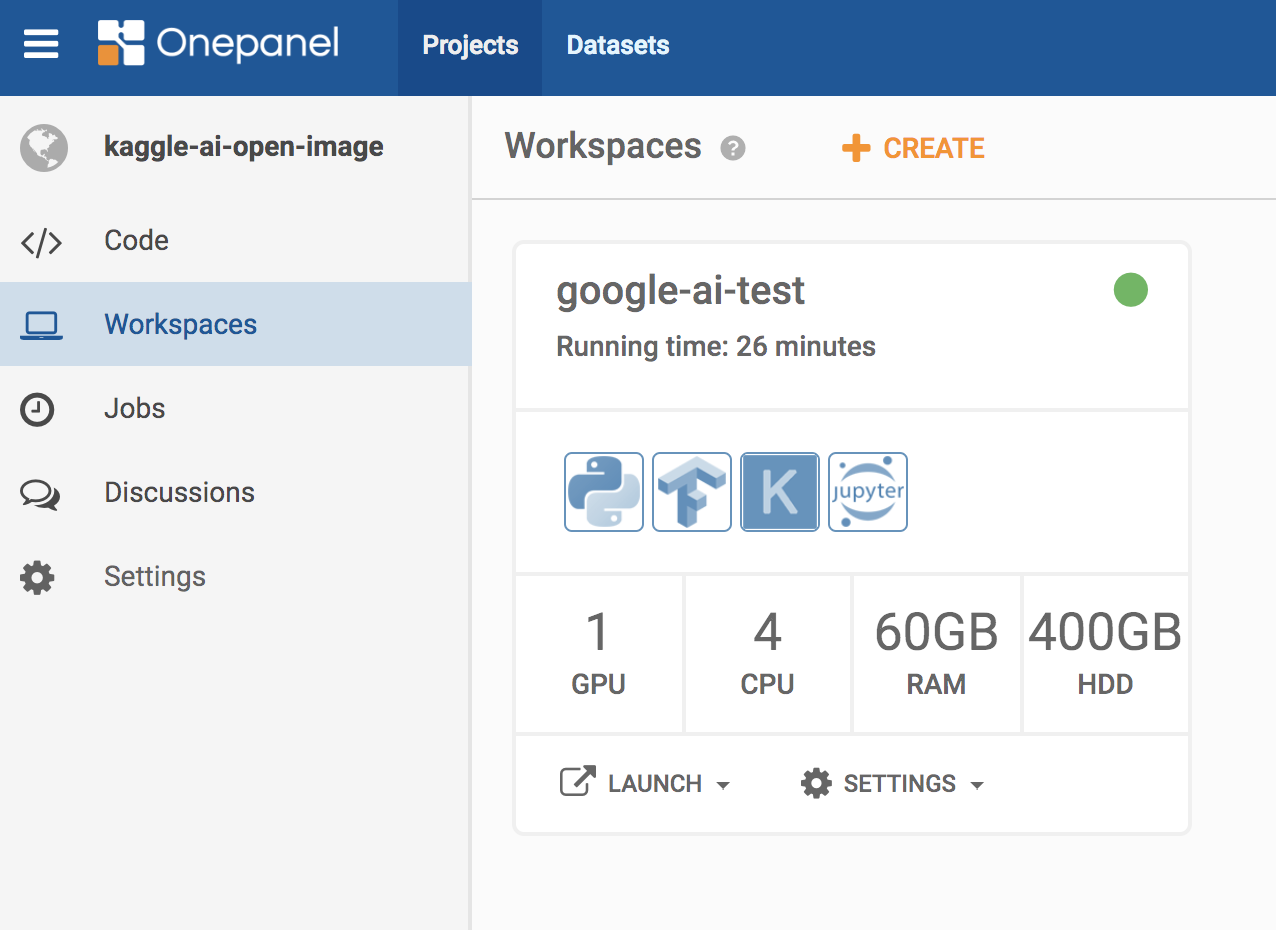 Onepanel
Projects
Datasets
kaggle-ai-open-image
Code
Workspaces
Jobs
Discussions
Settings
Workspaces ?
+ CREATE
google-ai-test
Running time: 26 minutes
K
jupyter
1
GPU
4
CPU
60GB
RAM
400GB
HDD
LAUNCH
SETTINGS